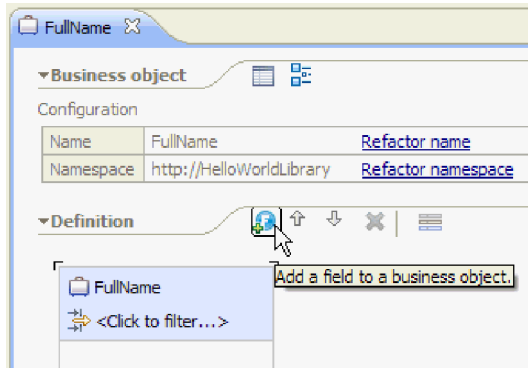 FullName
Business object
Configuration
Name FullName Refactor name
Namespace http://HelloWorldLibrary Refactor namespace
Definition
Add a field to a business object.
FullName
<Click to filter...>